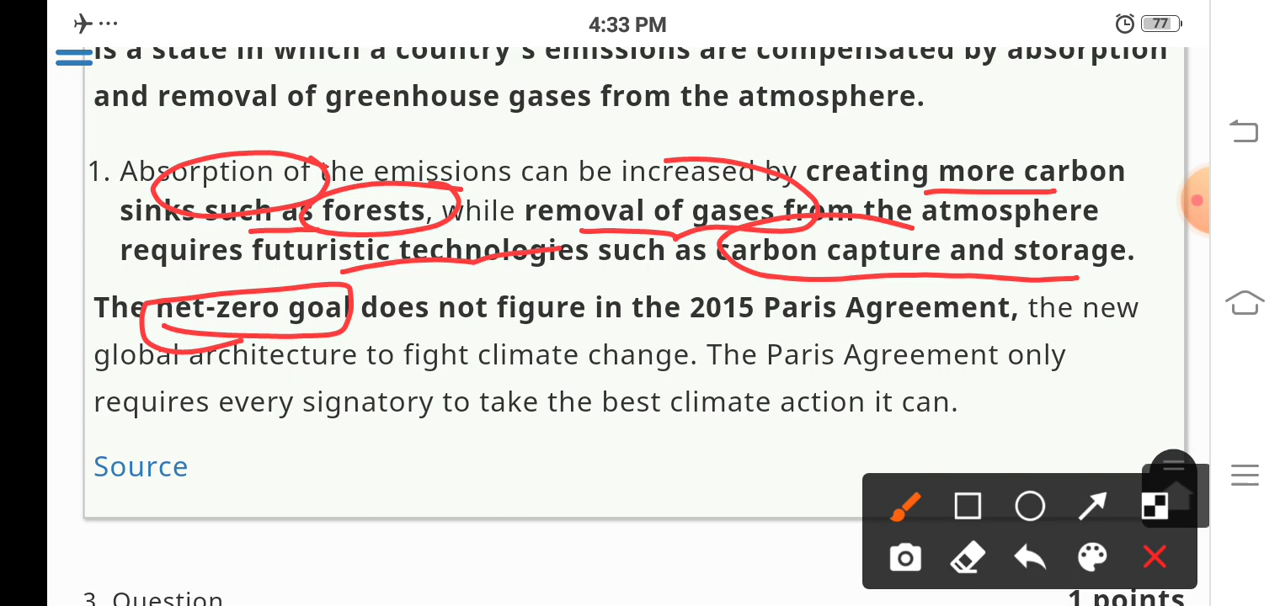 4:33 PM
77
is a state in which a country's emissions are compensated by absorption
and removal of greenhouse gases from the atmosphere.
1. Absorption of the emissions can be increased by creating more carbon
sinks such as forests, while removal of gases from the atmosphere
requires futuristic technologies such as carbon capture and storage.
The net-zero goal does not figure in the 2015 Paris Agreement, the new
global architecture to fight climate change. The Paris Agreement only
requires every signatory to take the best climate action it can.
Source
3. Question
1 points